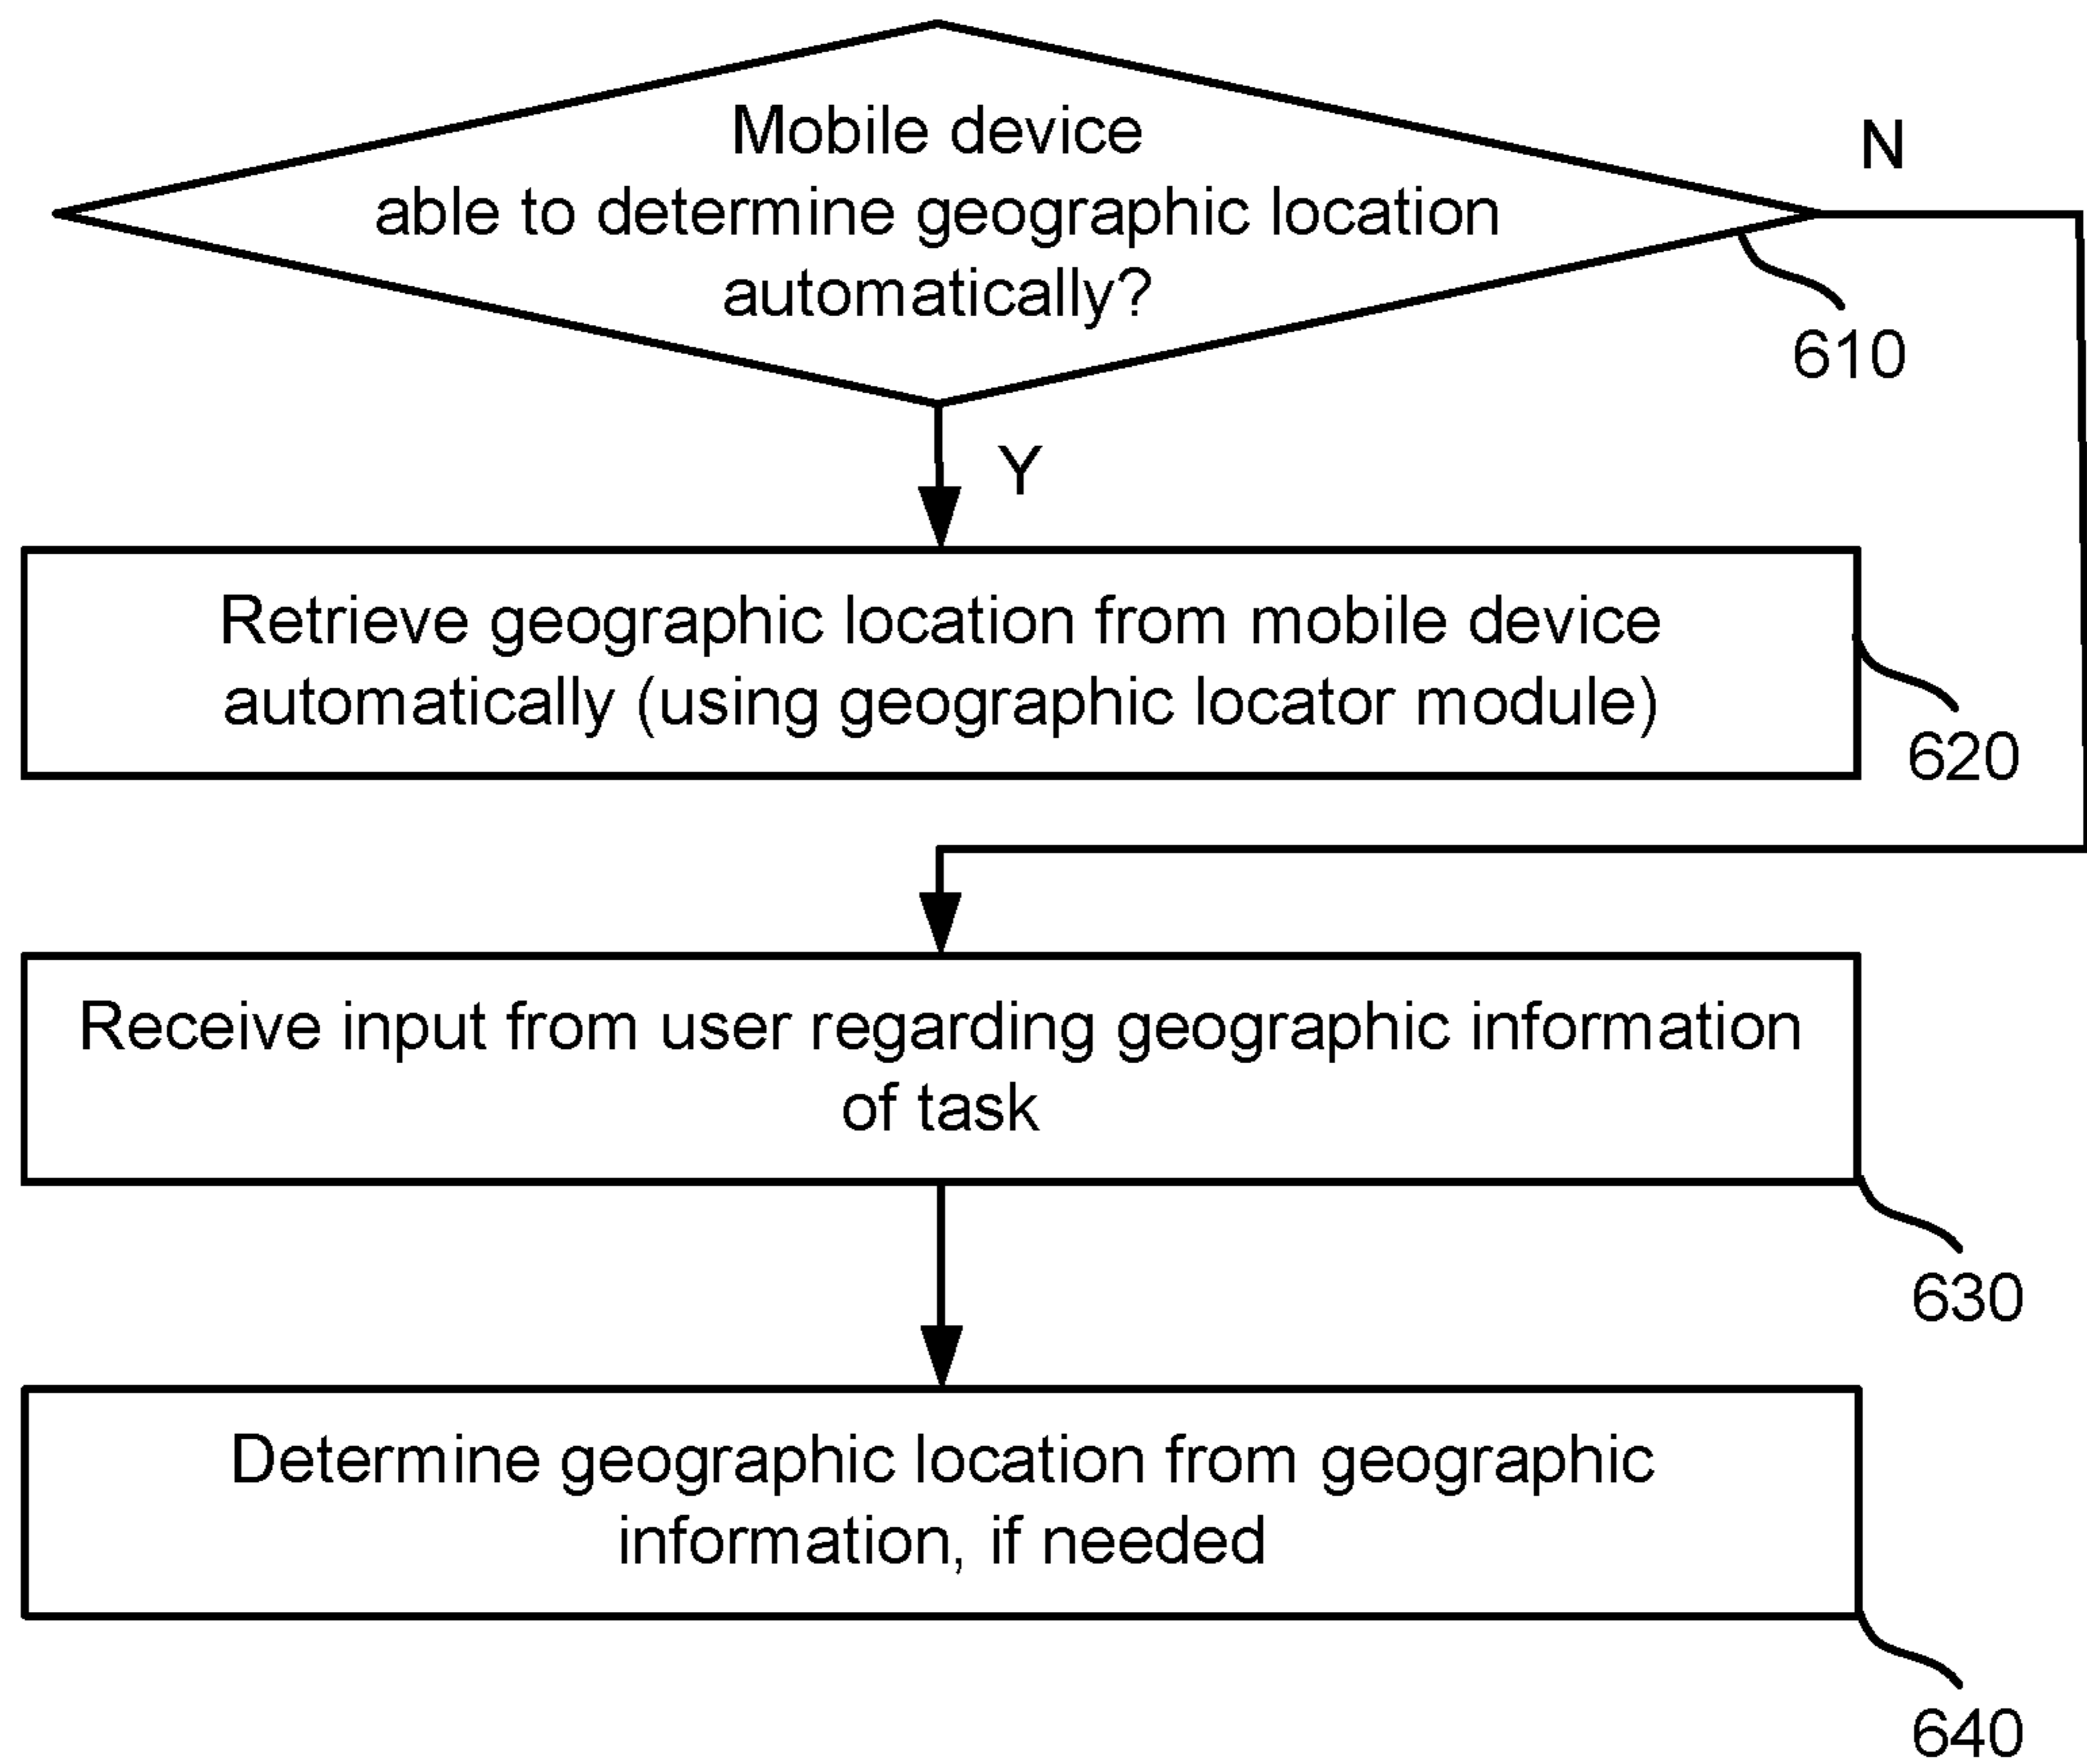 Mobile device
able to determine geographic location
automatically?
N
610
Y
Retrieve geographic location from mobile device
automatically (using geographic locator module)
620
Receive input from user regarding geographic information
of task
630
Determine geographic location from geographic
information, if needed
640